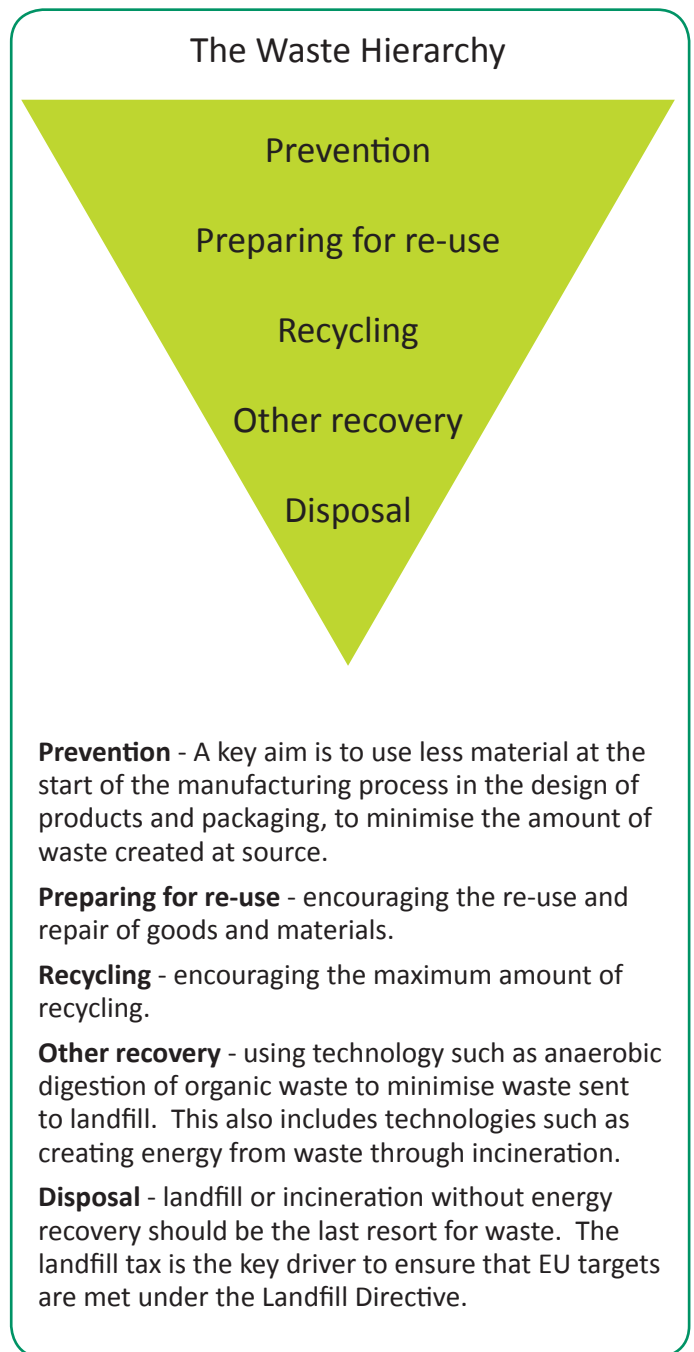 The Waste Hierarchy
Prevention
Preparing for re-use
Recycling
Other recovery
Disposal
Prevention - A key aim is to use less material at the
start of the manufacturing process in the design of
products and packaging, to minimise the amount of
waste created at source.
Preparing for re-use - encouraging the re-use and
repair of goods and materials.
Recycling - encouraging the maximum amount of
recycling.
Other recovery - using technology such as anaerobic
digestion of organic waste to minimise waste sent
to landfill.  This also includes technologies such as
creating energy from waste through incineration.
Disposal - landfill or incineration without energy
recovery should be the last resort for waste.  The
landfill tax is the key driver to ensure that EU targets
are met under the Landfill Directive.